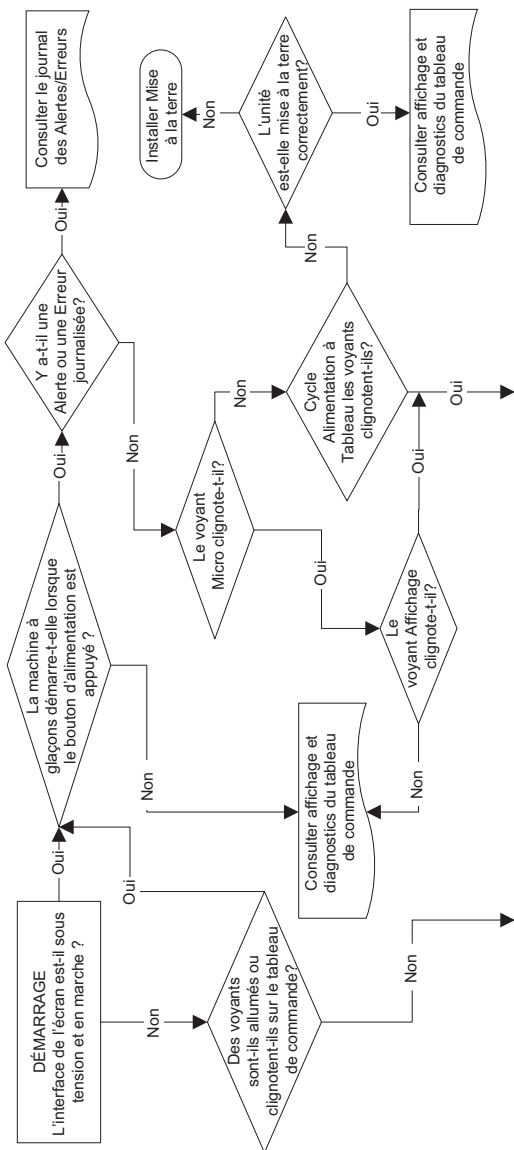 DÉMARRAGE
L'interface de l'écran est-il sous
tension et en marche ?
Oui
Non
La machine à
glaçons démarre-t-elle lorsque
le bouton d'alimentation est
appuyé ?
Oui
Non
Y a-t-il une
Alerte ou une Erreur
journalisée?
Oui
Non
Consulter le journal
des Alertes/Erreurs
Des voyants
sont-ils allumés ou
clignotent-ils sur le tableau
de commande?
Oui
Non
Consulter affichage et
diagnostics du tableau
de commande
Le voyant
Micro clignote-t-il?
Non
Oui
Le
voyant Affichage
clignote-t-il?
Non
Oui
Cycle
Alimentation à
Tableau les voyants
clignotent-ils?
Non
Oui
L'unité
est-elle mise à la terre
correctement?
Non
Oui
Installer Mise
à la terre
Consulter affichage et
diagnostics du tableau
de commande